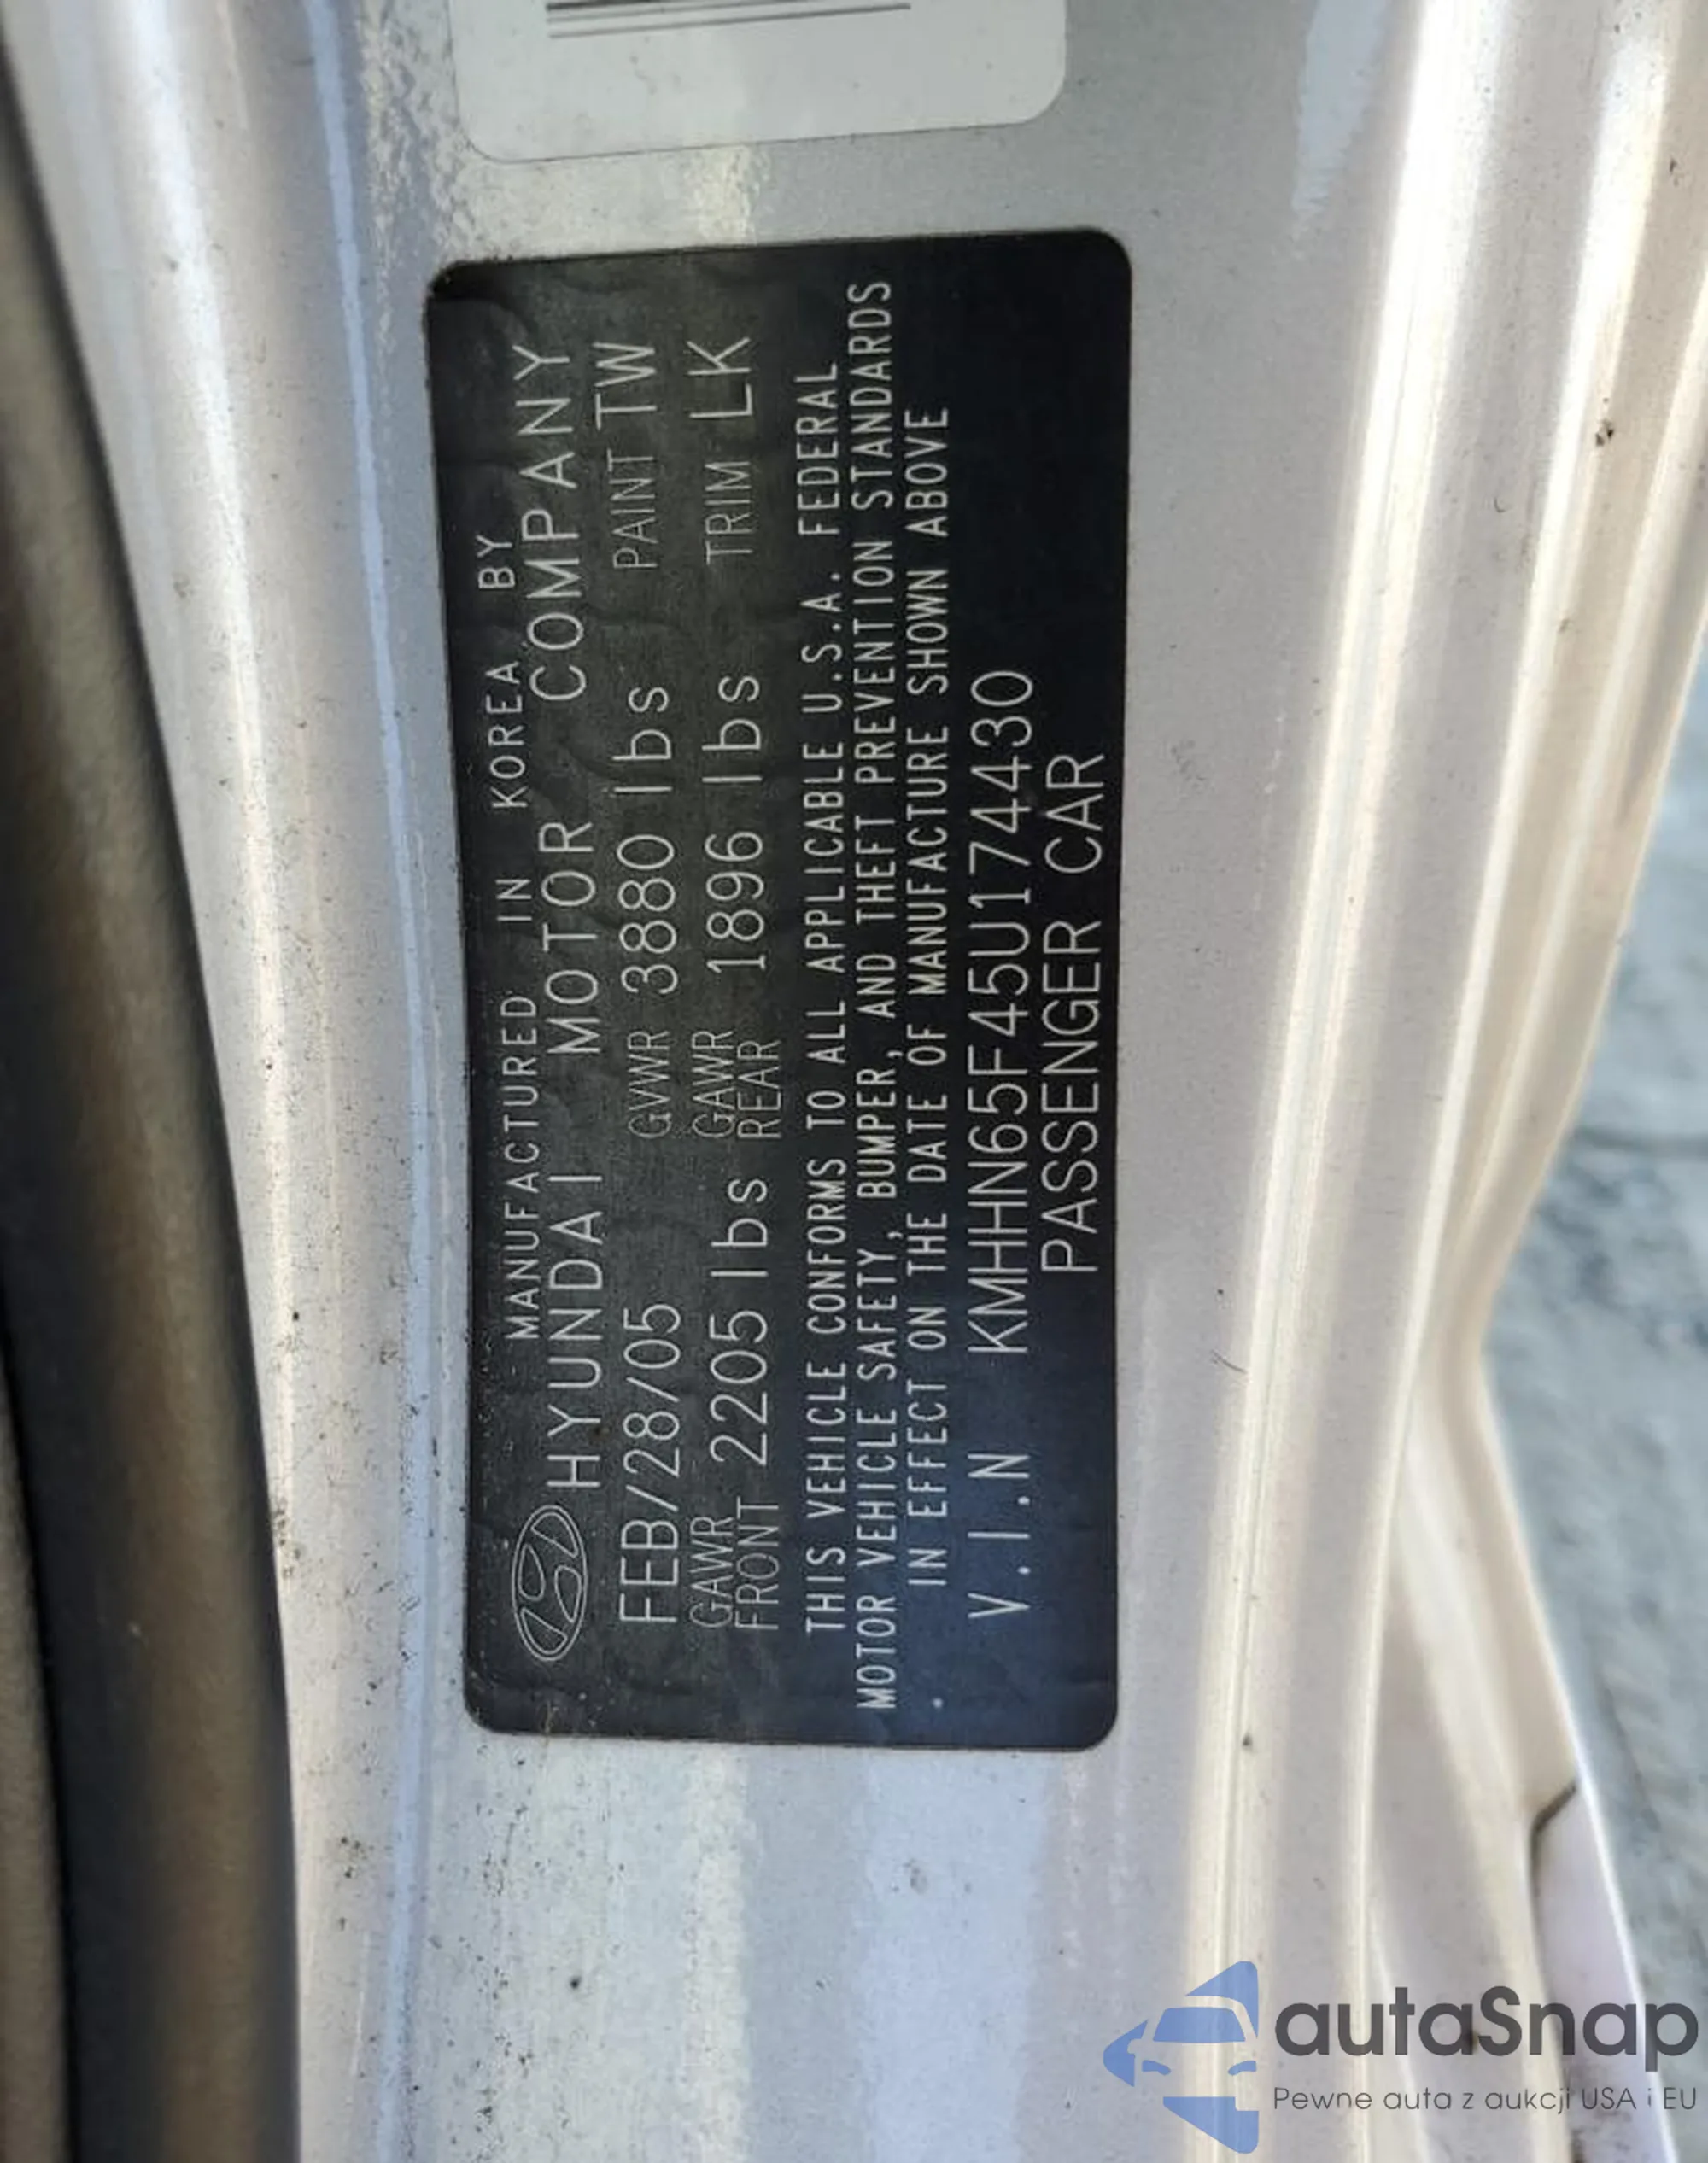 MANUFACTURED IN KOREA BY
HYUNDAI MOTOR COMPANY
FEB/28/05 GVWR 3880 lbs PAINT TW
GAWR FRONT 2205 lbs GAWR REAR 1896 lbs TRIM LK
THIS VEHICLE CONFORMS TO ALL APPLICABLE U.S.A. FEDERAL
MOTOR VEHICLE SAFETY, BUMPER, AND THEFT PREVENTION STANDARDS
IN EFFECT ON THE DATE OF MANUFACTURE SHOWN ABOVE
V.I.N KMHHN65F45U174430
PASSENGER CAR
autaSnap
Pewne auta z aukcji USA i EU